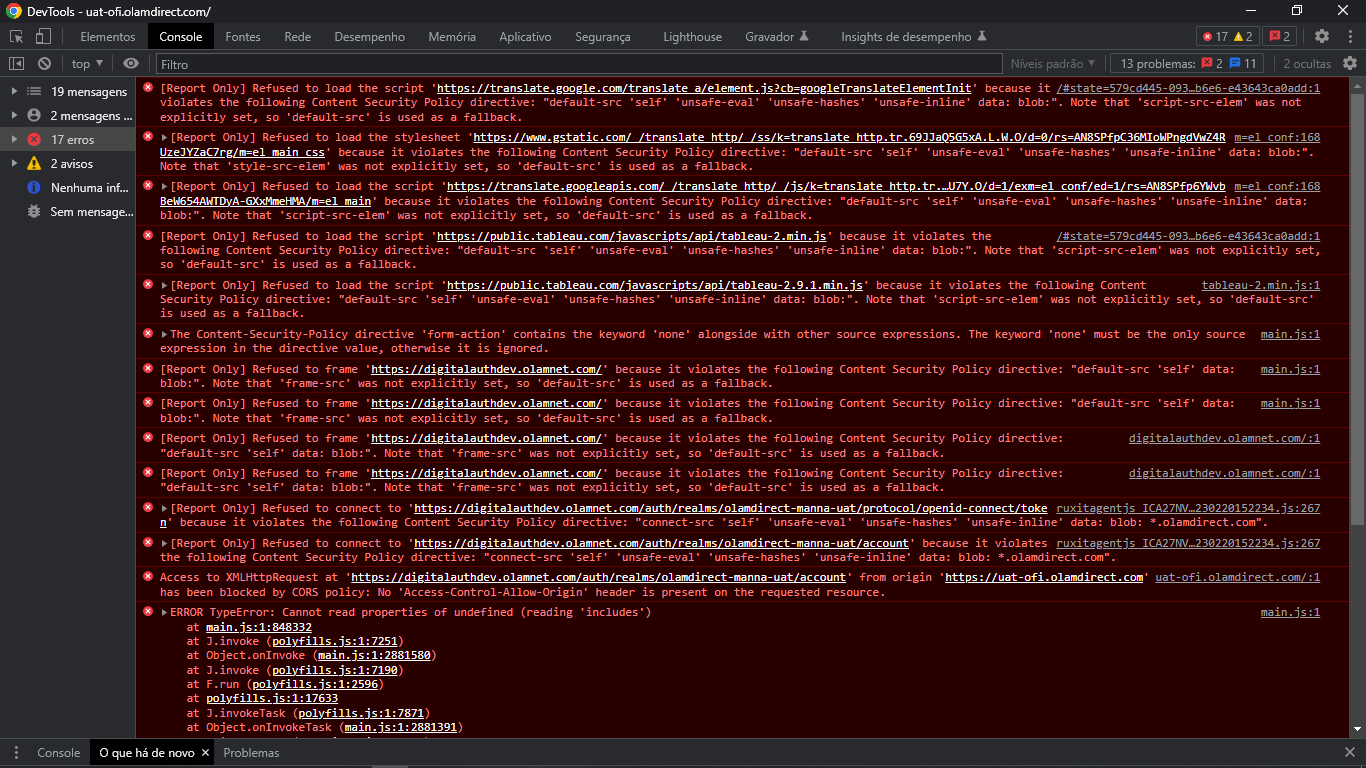 DevTools - uat-ofi.olamdirect.com/
Elementos Console Fontes Rede Desempenho Memória Aplicativo Segurança Lighthouse Gravador Insights de desempenho 17 2 2
top Filtro Níveis padrão 13 problemas: 2 11 2 ocultas
19 mensagens
2 mensagens ...
17 erros
2 avisos
Nenhuma inf...
Sem mensage...
[Report Only] Refused to load the script 'https://translate.google.com/translate_a/element.js?cb=googleTranslateElementInit' because it /#state=579cd445-093…b6e6-e43643ca0add:1
violates the following Content Security Policy directive: "default-src 'self' 'unsafe-eval' 'unsafe-hashes' 'unsafe-inline' data: blob:". Note that 'script-src-elem' was not
explicitly set, so 'default-src' is used as a fallback.
[Report Only] Refused to load the stylesheet 'https://www.gstatic.com/_/translate_http/_/ss/k=translate_http.tr.69JJaQ5G5xA.L.W.O/d=0/rs=AN8SPfpC36MIoWPngdVwZ4R m=el_conf:168
UzeJYZaC7rg/m=el_main_css' because it violates the following Content Security Policy directive: "default-src 'self' 'unsafe-eval' 'unsafe-hashes' 'unsafe-inline' data: blob:".
Note that 'style-src-elem' was not explicitly set, so 'default-src' is used as a fallback.
[Report Only] Refused to load the script 'https://translate.googleapis.com/_/translate_http/_/js/k=translate_http.tr.…U7Y.O/d=1/exm=el_conf/ed=1/rs=AN8SPfp6YWvb m=el_conf:168
BeW654AWTDyA-GXxMmeHMA/m=el_main' because it violates the following Content Security Policy directive: "default-src 'self' 'unsafe-eval' 'unsafe-hashes' 'unsafe-inline' data:
blob:". Note that 'script-src-elem' was not explicitly set, so 'default-src' is used as a fallback.
[Report Only] Refused to load the script 'https://public.tableau.com/javascripts/api/tableau-2.min.js' because it violates the /#state=579cd445-093…b6e6-e43643ca0add:1
following Content Security Policy directive: "default-src 'self' 'unsafe-eval' 'unsafe-hashes' 'unsafe-inline' data: blob:". Note that 'script-src-elem' was not explicitly set,
so 'default-src' is used as a fallback.
[Report Only] Refused to load the script 'https://public.tableau.com/javascripts/api/tableau-2.9.1.min.js' because it violates the following Content tableau-2.min.js:1
Security Policy directive: "default-src 'self' 'unsafe-eval' 'unsafe-hashes' 'unsafe-inline' data: blob:". Note that 'script-src-elem' was not explicitly set, so 'default-src'
is used as a fallback.
The Content-Security-Policy directive 'form-action' contains the keyword 'none' alongside with other source expressions. The keyword 'none' must be the only source main.js:1
expression in the directive value, otherwise it is ignored.
[Report Only] Refused to frame 'https://digitalauthdev.olamnet.com/' because it violates the following Content Security Policy directive: "default-src 'self' data: main.js:1
blob:". Note that 'frame-src' was not explicitly set, so 'default-src' is used as a fallback.
[Report Only] Refused to frame 'https://digitalauthdev.olamnet.com/' because it violates the following Content Security Policy directive: "default-src 'self' data: main.js:1
blob:". Note that 'frame-src' was not explicitly set, so 'default-src' is used as a fallback.
[Report Only] Refused to frame 'https://digitalauthdev.olamnet.com/' because it violates the following Content Security Policy directive: digitalauthdev.olamnet.com/:1
"default-src 'self' data: blob:". Note that 'frame-src' was not explicitly set, so 'default-src' is used as a fallback.
[Report Only] Refused to frame 'https://digitalauthdev.olamnet.com/' because it violates the following Content Security Policy directive: digitalauthdev.olamnet.com/:1
"default-src 'self' data: blob:". Note that 'frame-src' was not explicitly set, so 'default-src' is used as a fallback.
[Report Only] Refused to connect to 'https://digitalauthdev.olamnet.com/auth/realms/olamdirect-manna-uat/protocol/openid-connect/toke ruxitagentjs_ICA27NV…230220152234.js:267
n' because it violates the following Content Security Policy directive: "connect-src 'self' 'unsafe-eval' 'unsafe-hashes' 'unsafe-inline' data: blob: *.olamdirect.com".
[Report Only] Refused to connect to 'https://digitalauthdev.olamnet.com/auth/realms/olamdirect-manna-uat/account' because it violates ruxitagentjs_ICA27NV…230220152234.js:267
the following Content Security Policy directive: "connect-src 'self' 'unsafe-eval' 'unsafe-hashes' 'unsafe-inline' data: blob: *.olamdirect.com".
Access to XMLHttpRequest at 'https://digitalauthdev.olamnet.com/auth/realms/olamdirect-manna-uat/account' from origin 'https://uat-ofi.olamdirect.com' uat-ofi.olamdirect.com/:1
has been blocked by CORS policy: No 'Access-Control-Allow-Origin' header is present on the requested resource.
ERROR TypeError: Cannot read properties of undefined (reading 'includes') main.js:1
at main.js:1:848332
at J.invoke (polyfills.js:1:7251)
at Object.onInvoke (main.js:1:2881580)
at J.invoke (polyfills.js:1:7190)
at F.run (polyfills.js:1:2596)
at polyfills.js:1:17633
at J.invokeTask (polyfills.js:1:7871)
at Object.onInvokeTask (main.js:1:2881391)
Console O que há de novo Problemas